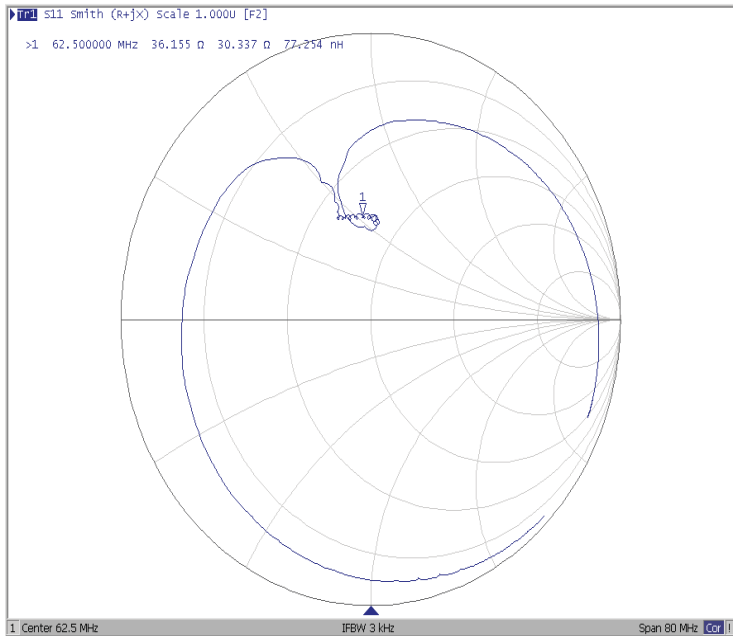 Tr1 S11 Smith (R+jX) Scale 1.000U [F2]
>1 62.500000 MHz 36.155 Ω 30.337 Ω 77.254 nH
1
1 Center 62.5 MHz IFBW 3 kHz Span 80 MHz Cor !